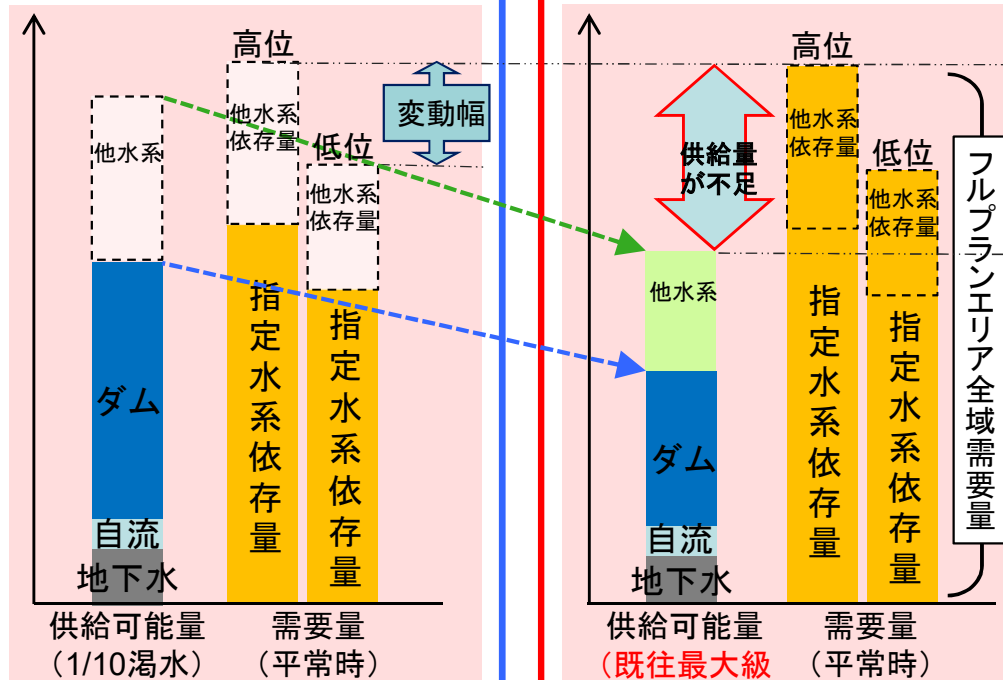 高位
変動幅
他水系
他水系
依存量
低位
他水系
依存量
ダム
指定水系依存量
指定水系依存量
自流
地下水
供給可能量
（1/10渇水）
需要量
（平常時）
高位
供給量
が不足
他水系
依存量
低位
他水系
依存量
他水系
ダム
指定水系依存量
指定水系依存量
自流
地下水
フルプランエリア全域需要量
供給可能量
（既往最大級
需要量
（平常時）